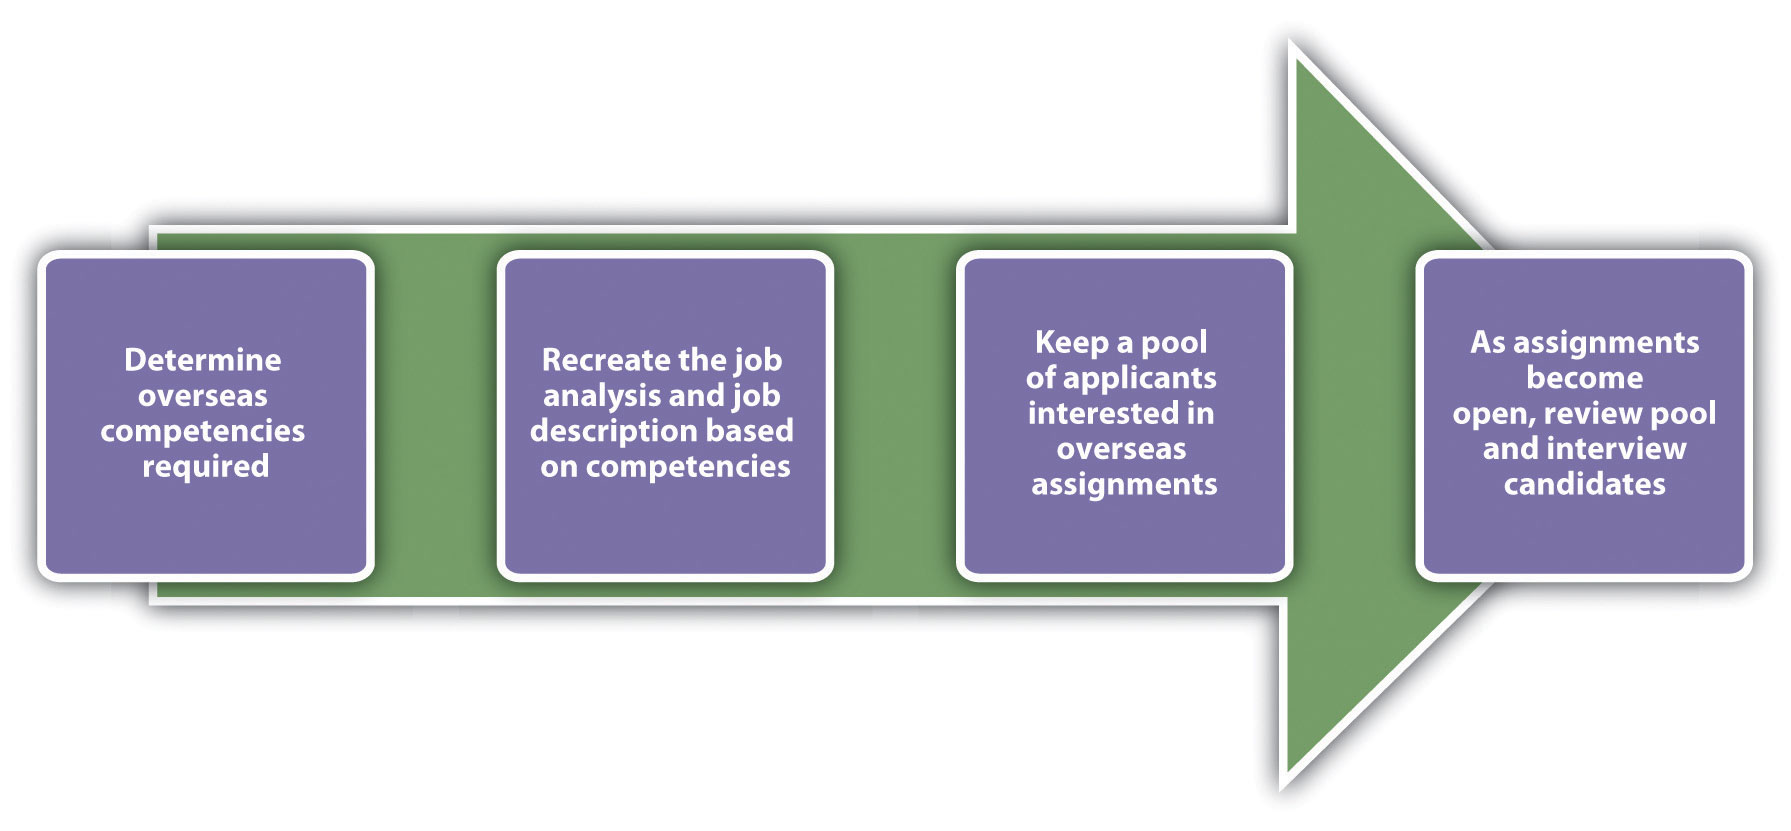 Determine
overseas
competencies
required
Recreate the job
analysis and job
description based
on competencies
Keep a pool
of applicants
interested in
overseas
assignments
As assignments
become
open, review pool
and interview
candidates